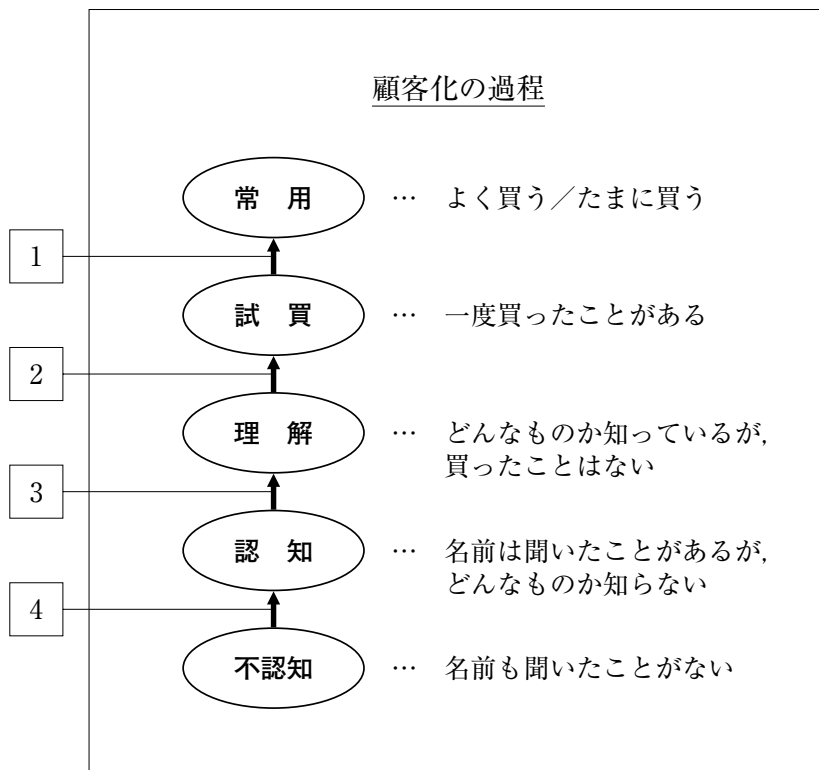 顧客化の過程
常 用 … よく買う／たまに買う
1
試 買 … 一度買ったことがある
2
理 解 … どんなものか知っているが,
買ったことはない
3
認 知 … 名前は聞いたことがあるが,
どんなものか知らない
4
不認知 … 名前も聞いたことがない